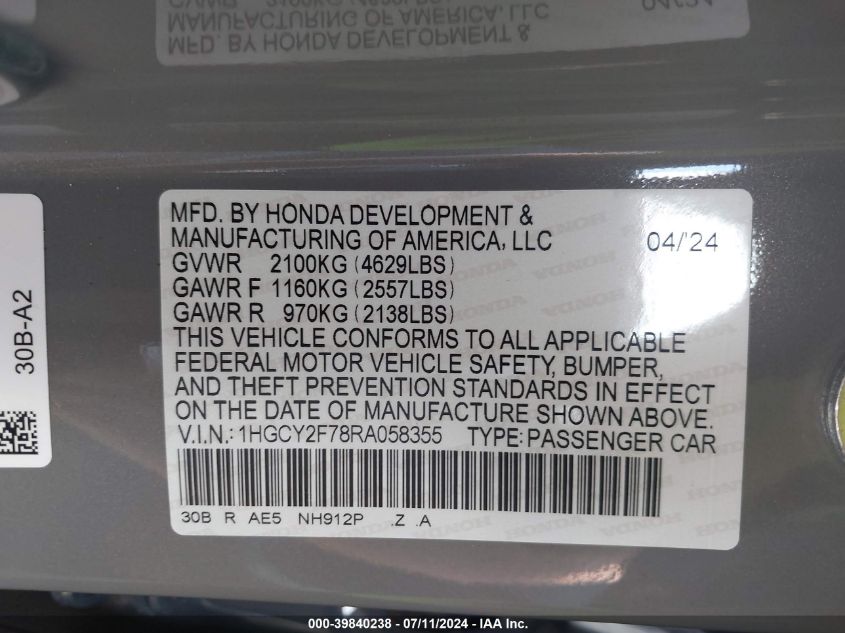 MFD. BY HONDA DEVELOPMENT &
MANUFACTURING OF AMERICA, LLC
04/'24
GVWR 2100KG (4629LBS)
GAWR F 1160KG (2557LBS)
GAWR R 970KG (2138LBS)
THIS VEHICLE CONFORMS TO ALL APPLICABLE
FEDERAL MOTOR VEHICLE SAFETY, BUMPER,
AND THEFT PREVENTION STANDARDS IN EFFECT
ON THE DATE OF MANUFACTURE SHOWN ABOVE.
V.I.N.: 1HGCY2F78RA058355 TYPE: PASSENGER CAR
30B R AE5 NH912P .Z .A
30B-A2
000-39840238 - 07/11/2024 - IAA Inc.